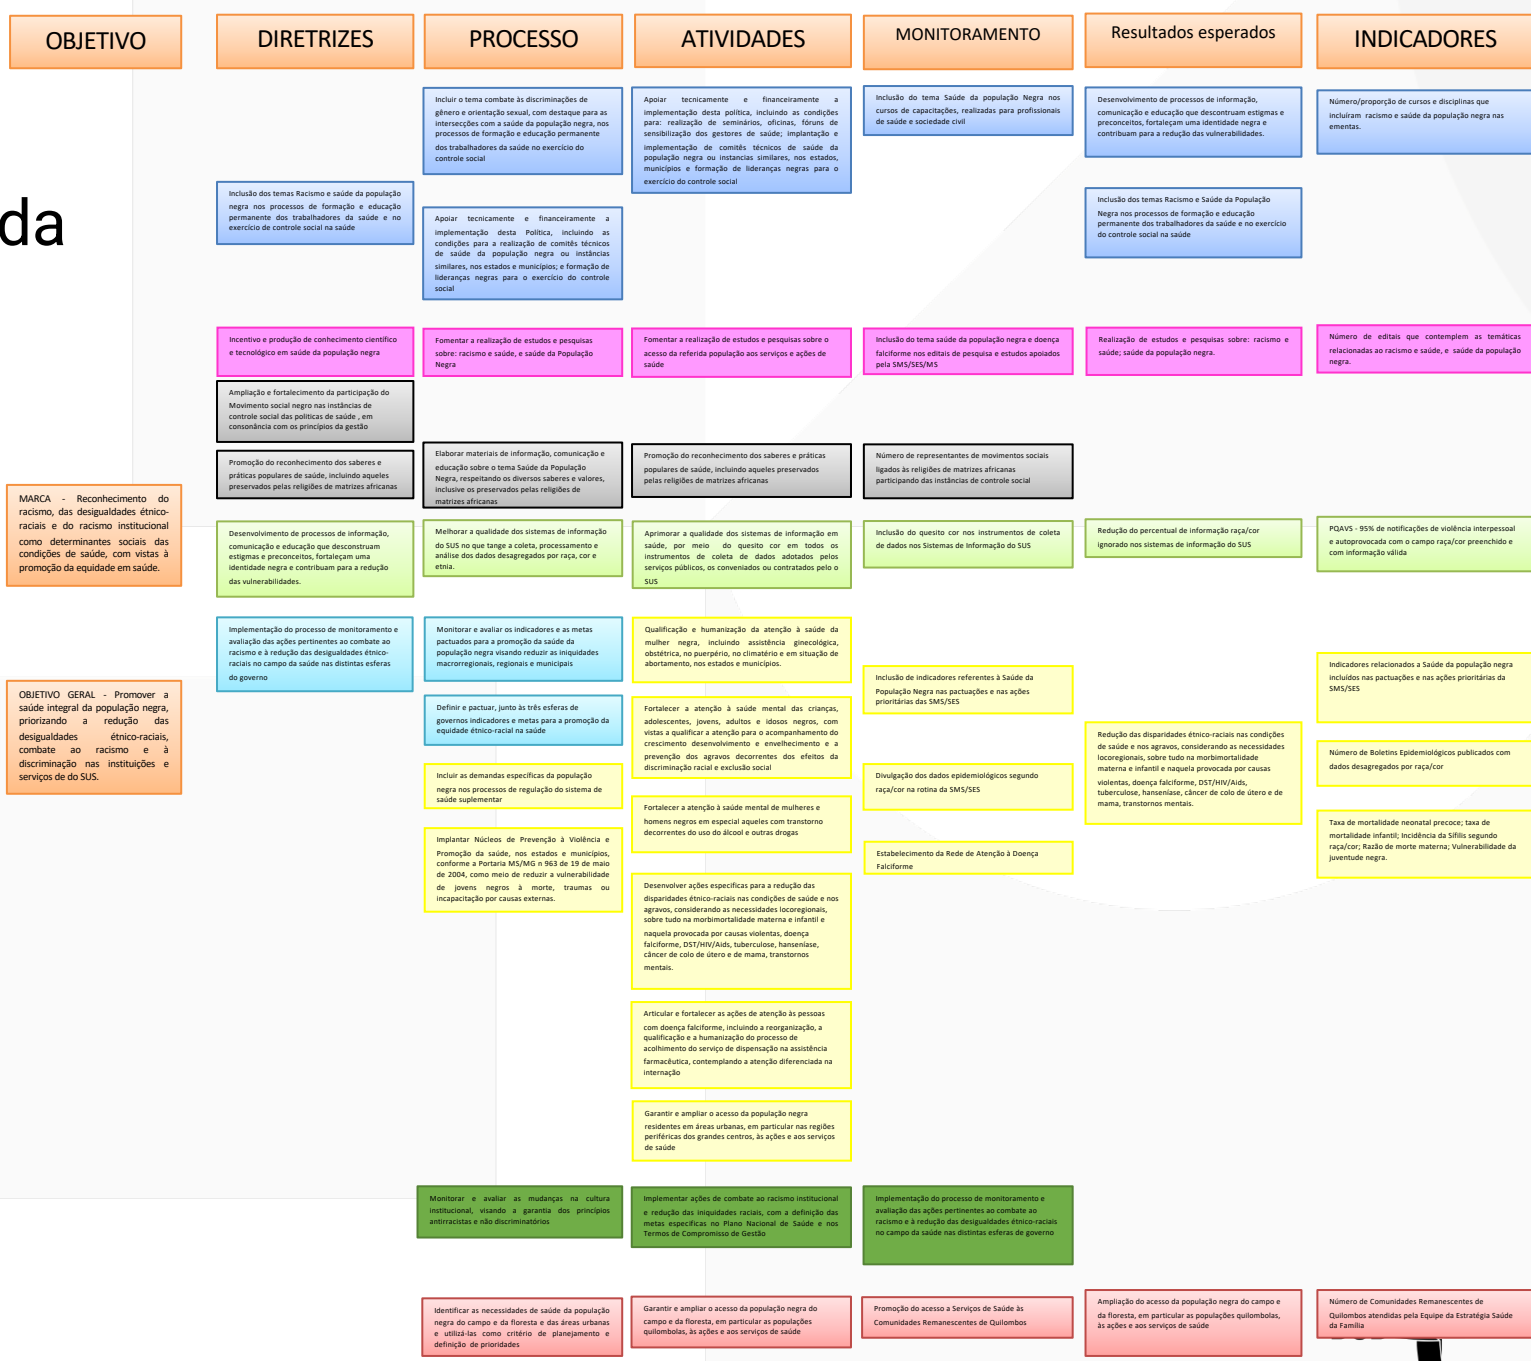 OBJETIVO
DIRETRIZES
PROCESSO
ATIVIDADES
MONITORAMENTO
Resultados esperados
INDICADORES
da
MARCA - Reconhecimento do
racismo, das desigualdades étnico-
raciais e do racismo institucional
como determinantes sociais das
condições de saúde, com vistas à
promoção da equidade em saúde.
OBJETIVO GERAL - Promover a
saúde integral da população negra,
priorizando a redução das
desigualdades étnico-raciais,
combate ao racismo e à
discriminação nas instituições e
serviços de do SUS.
Inclusão dos temas Racismo e saúde da população
negra nos processos de formação e educação
permanente dos trabalhadores da saúde e no
exercício de controle social na saúde
Incentivo e produção de conhecimento científico
e tecnológico em saúde da população negra
Ampliação e fortalecimento da participação do
Movimento social negro nas instâncias de
controle social das politicas de saúde , em
consonância com os princípios da gestão
Promoção do reconhecimento dos saberes e
práticas populares de saúde, incluindo aqueles
preservados pelas religiões de matrizes africanas
Desenvolvimento de processos de informação,
comunicação e educação que desconstruam
estigmas e preconceitos, fortaleçam uma
identidade negra e contribuam para a redução
das vulnerabilidades.
Implementação do processo de monitoramento e
avaliação das ações pertinentes ao combate ao
racismo e à redução das desigualdades étnico-
raciais no campo da saúde nas distintas esferas
do governo
Incluir o tema combate às discriminações de
gênero e orientação sexual, com destaque para as
intersecções com a saúde da população negra, nos
processos de formação e educação permanente
dos trabalhadores da saúde no exercício do
controle social
Apoiar tecnicamente e financeiramente a
implementação desta Política, incluindo as
condições para a realização de comitês técnicos
de saúde da população negra ou instâncias
similares, nos estados e municípios; e formação de
lideranças negras para o exercício do controle
social
Fomentar a realização de estudos e pesquisas
sobre: racismo e saúde, e saúde da População
Negra
Elaborar materiais de informação, comunicação e
educação sobre o tema Saúde da População
Negra, respeitando os diversos saberes e valores,
inclusive os preservados pelas religiões de
matrizes africanas
Melhorar a qualidade dos sistemas de informação
do SUS no que tange a coleta, processamento e
análise dos dados desagregados por raça, cor e
etnia.
Monitorar e avaliar os indicadores e as metas
pactuados para a promoção da saúde da
população negra visando reduzir as iniquidades
macrorregionais, regionais e municipais
Definir e pactuar, junto às três esferas de
governos indicadores e metas para a promoção da
equidade étnico-racial na saúde
Incluir as demandas específicas da população
negra nos processos de regulação do sistema de
saúde suplementar
Implantar Núcleos de Prevenção à Violência e
Promoção da saúde, nos estados e municípios,
conforme a Portaria MS/MG n 963 de 19 de maio
de 2004, como meio de reduzir a vulnerabilidade
de jovens negros à morte, traumas ou
incapacitação por causas externas.
Monitorar e avaliar as mudanças na cultura
institucional, visando a garantia dos princípios
antirracistas e não discriminatórios
Identificar as necessidades de saúde da população
negra do campo e da floresta e das áreas urbanas
e utilizá-las como critério de planejamento e
definição de prioridades
Apoiar tecnicamente e financeiramente a
implementação desta política, incluindo as condições
para: realização de seminários, oficinas, fóruns de
sensibilização dos gestores de saúde; implantação e
implementação de comitês técnicos de saúde da
população negra ou instancias similares, nos estados,
municípios e formação de lideranças negras para o
exercício do controle social
Fomentar a realização de estudos e pesquisas sobre o
acesso da referida população aos serviços e ações de
saúde
Promoção do reconhecimento dos saberes e práticas
populares de saúde, incluindo aqueles preservados
pelas religiões de matrizes africanas
Aprimorar a qualidade dos sistemas de informação em
saúde, por meio do quesito cor em todos os
instrumentos de coleta de dados adotados pelos
serviços públicos, os conveniados ou contratados pelo o
SUS
Qualificação e humanização da atenção à saúde da
mulher negra, incluindo assistência ginecológica,
obstétrica, no puerpério, no climatério e em situação de
abortamento, nos estados e municípios.
Fortalecer a atenção à saúde mental das crianças,
adolescentes, jovens, adultos e idosos negros, com
vistas a qualificar a atenção para o acompanhamento do
crescimento desenvolvimento e envelhecimento e a
prevenção dos agravos decorrentes dos efeitos da
discriminação racial e exclusão social
Fortalecer a atenção à saúde mental de mulheres e
homens negros em especial aqueles com transtorno
decorrentes do uso do álcool e outras drogas
Desenvolver ações especificas para a redução das
disparidades étnico-raciais nas condições de saúde e nos
agravos, considerando as necessidades locoregionais,
sobre tudo na morbimortalidade materna e infantil e
naquela provocada por causas violentas, doença
falciforme, DST/HIV/Aids, tuberculose, hanseníase,
câncer de colo de útero e de mama, transtornos
mentais.
Articular e fortalecer as ações de atenção às pessoas
com doença falciforme, incluindo a reorganização, a
qualificação e a humanização do processo de
acolhimento do serviço de dispensação na assistência
farmacêutica, contemplando a atenção diferenciada na
internação
Garantir e ampliar o acesso da população negra
residentes em áreas urbanas, em particular nas regiões
periféricas dos grandes centros, às ações e aos serviços
de saúde
Implementar ações de combate ao racismo institucional
e redução das iniquidades raciais, com a definição das
metas especificas no Plano Nacional de Saúde e nos
Termos de Compromisso de Gestão
Garantir e ampliar o acesso da população negra do
campo e da floresta, em particular as populações
quilombolas, às ações e aos serviços de saúde
Inclusão do tema Saúde da população Negra nos
cursos de capacitações, realizadas para profissionais
de saúde e sociedade civil
Inclusão do tema saúde da população negra e doença
falciforme nos editais de pesquisa e estudos apoiados
pela SMS/SES/MS
Número de representantes de movimentos sociais
ligados às religiões de matrizes africanas
participando das instâncias de controle social
Inclusão do quesito cor nos instrumentos de coleta
de dados nos Sistemas de Informação do SUS
Inclusão de indicadores referentes à Saúde da
População Negra nas pactuações e nas ações
prioritárias das SMS/SES
Divulgação dos dados epidemiológicos segundo
raça/cor na rotina da SMS/SES
Estabelecimento da Rede de Atenção à Doença
Falciforme
Implementação do processo de monitoramento e
avaliação das ações pertinentes ao combate ao
racismo e à redução das desigualdades étnico-raciais
no campo da saúde nas distintas esferas de governo
Promoção do acesso a Serviços de Saúde às
Comunidades Remanescentes de Quilombos
Desenvolvimento de processos de informação,
comunicação e educação que descontruam estigmas e
preconceitos, fortaleçam uma identidade negra e
contribuam para a redução das vulnerabilidades.
Inclusão dos temas Racismo e Saúde da População
Negra nos processos de formação e educação
permanente dos trabalhadores da saúde e no exercício
do controle social na saúde
Realização de estudos e pesquisas sobre: racismo e
saúde; saúde da população negra.
Redução do percentual de informação raça/cor
ignorado nos sistemas de informação do SUS
Redução das disparidades étnico-raciais nas condições
de saúde e nos agravos, considerando as necessidades
locoregionais, sobre tudo na morbimortalidade
materna e infantil e naquela provocada por causas
violentas, doença falciforme, DST/HIV/Aids,
tuberculose, hanseníase, câncer de colo de útero e de
mama, transtornos mentais.
Ampliação do acesso da população negra do campo e
da floresta, em particular as populações quilombolas,
às ações e aos serviços de saúde
Número/proporção de cursos e disciplinas que
incluíram racismo e saúde da população negra nas
ementas.
Número de editais que contemplem as temáticas
relacionadas ao racismo e saúde, e saúde da população
negra.
PQAVS - 95% de notificações de violência interpessoal
e autoprovocada com o campo raça/cor preenchido e
com informação válida
Indicadores relacionados a Saúde da população negra
incluídos nas pactuações e nas ações prioritárias da
SMS/SES
Número de Boletins Epidemiológicos publicados com
dados desagregados por raça/cor
Taxa de mortalidade neonatal precoce; taxa de
mortalidade infantil; Incidência da Sífilis segundo
raça/cor; Razão de morte materna; Vulnerabilidade da
juventude negra.
Número de Comunidades Remanescentes de
Quilombos atendidas pela Equipe da Estratégia Saúde
da Família